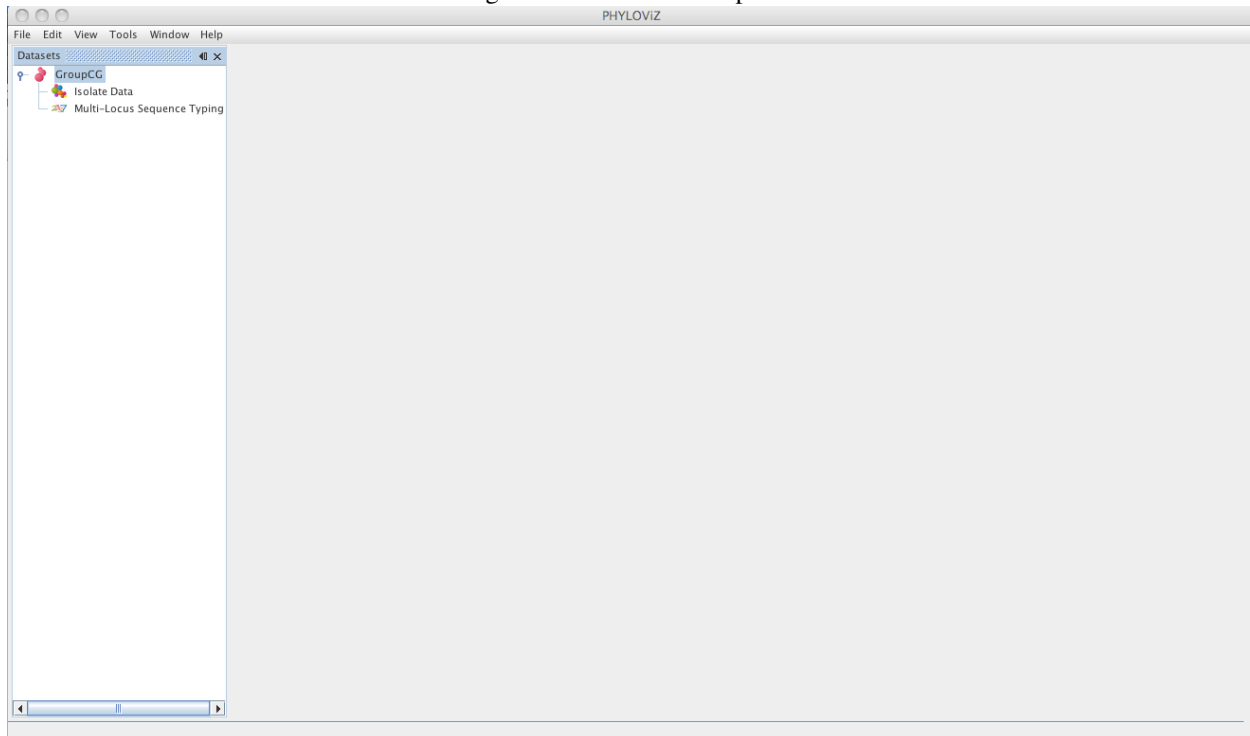 PHYLOViZ
File Edit View Tools Window Help
Datasets
GroupCG
Isolate Data
Multi-Locus Sequence Typing